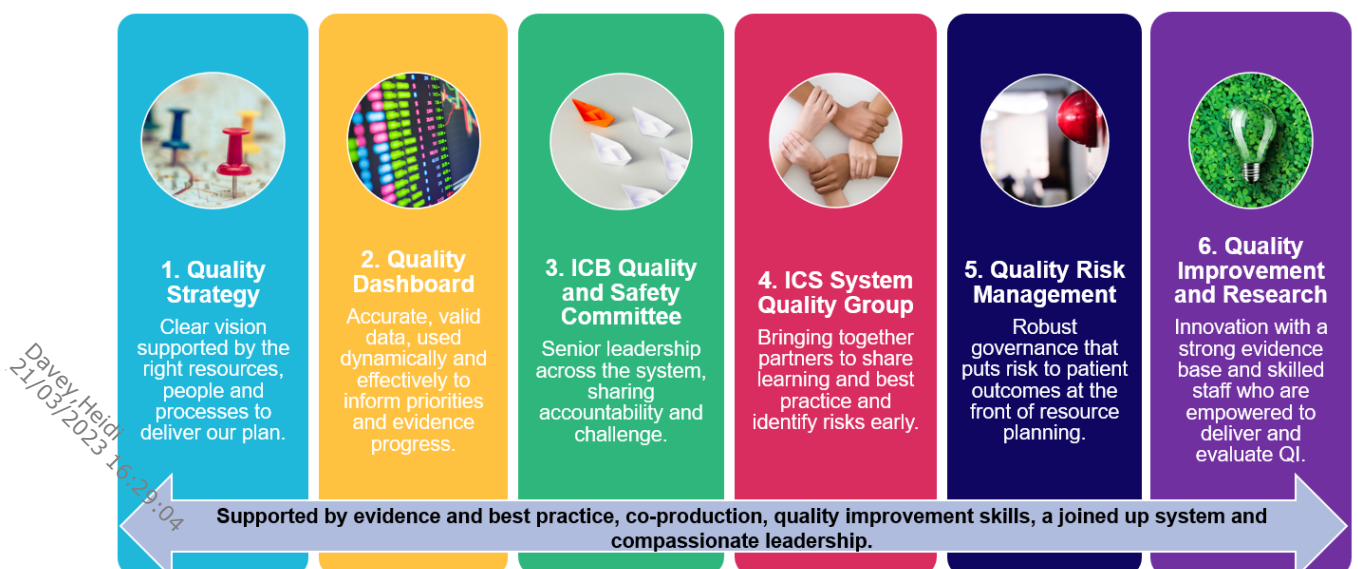 1. Quality
Strategy
Clear vision
supported by the
right resources,
people and
processes to
deliver our plan.
2. Quality
Dashboard
Accurate, valid
data, used
dynamically and
effectively to
inform priorities
and evidence
progress.
3. ICB Quality
and Safety
Committee
Senior leadership
across the system,
sharing
accountability and
challenge.
4. ICS System
Quality Group
Bringing together
partners to share
learning and best
practice and
identify risks early.
5. Quality Risk
Management
Robust
governance that
puts risk to patient
outcomes at the
front of resource
planning.
6. Quality
Improvement
and Research
Innovation with a
strong evidence
base and skilled
staff who are
empowered to
deliver and
evaluate QI.
Davey,Heidi
21/03/2023 16:29:04
Supported by evidence and best practice, co-production, quality improvement skills, a joined up system and
compassionate leadership.